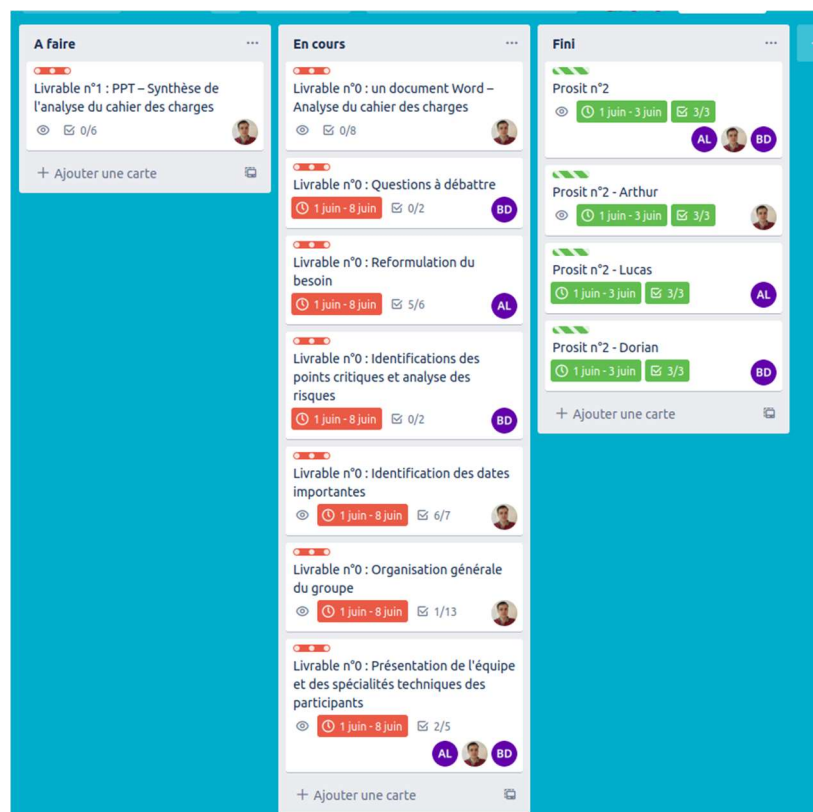 A faire
Livrable n°1 : PPT – Synthèse de
l'analyse du cahier des charges
0/6
+ Ajouter une carte
En cours
Livrable n°0 : un document Word –
Analyse du cahier des charges
0/8
Livrable n°0 : Questions à débattre
1 juin - 8 juin 0/2 BD
Livrable n°0 : Reformulation du
besoin
1 juin - 8 juin 5/6 AL
Livrable n°0 : Identifications des
points critiques et analyse des
risques
1 juin - 8 juin 0/2 BD
Livrable n°0 : Identification des dates
importantes
1 juin - 8 juin 6/7
Livrable n°0 : Organisation générale
du groupe
1 juin - 8 juin 1/13
Livrable n°0 : Présentation de l'équipe
et des spécialités techniques des
participants
1 juin - 8 juin 2/5
AL BD
+ Ajouter une carte
Fini
Prosit n°2
1 juin - 3 juin 3/3
AL BD
Prosit n°2 - Arthur
1 juin - 3 juin 3/3
Prosit n°2 - Lucas
1 juin - 3 juin 3/3 AL
Prosit n°2 - Dorian
1 juin - 3 juin 3/3 BD
+ Ajouter une carte